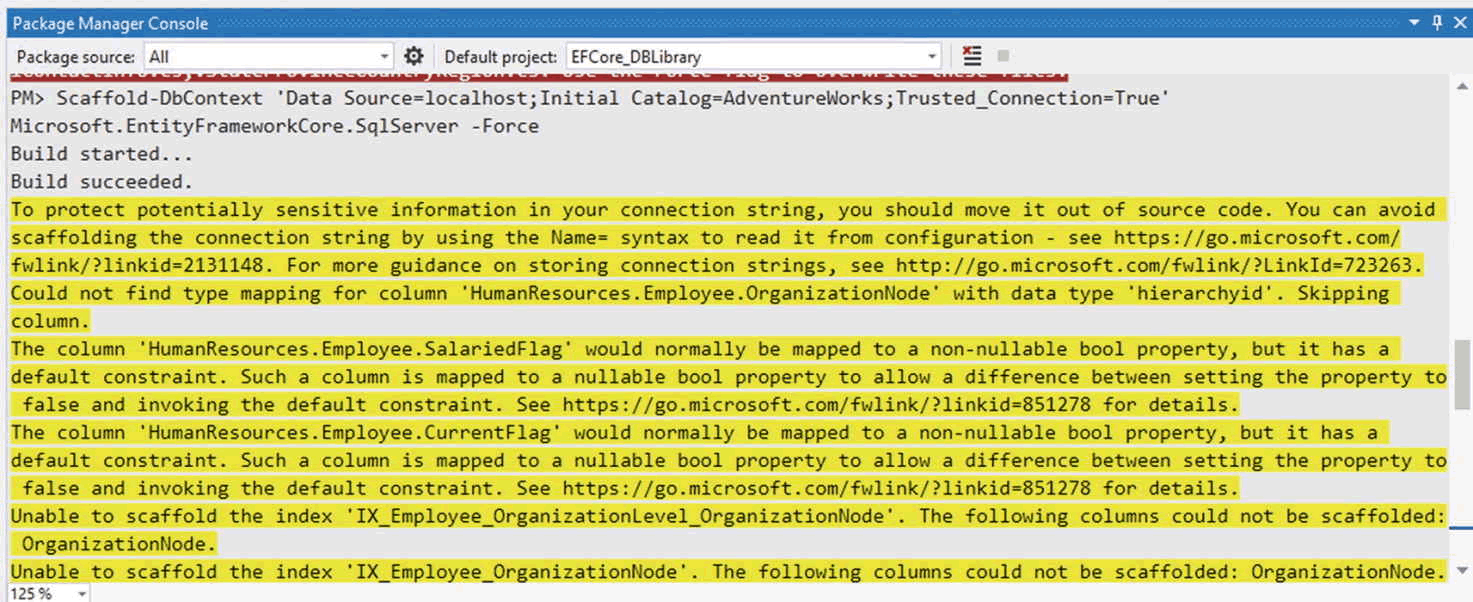 Package Manager Console
Package source: All Default project: EFCore_DBLibrary
PM> Scaffold-DbContext 'Data Source=localhost;Initial Catalog=AdventureWorks;Trusted_Connection=True'
Microsoft.EntityFrameworkCore.SqlServer -Force
Build started...
Build succeeded.
To protect potentially sensitive information in your connection string, you should move it out of source code. You can avoid
scaffolding the connection string by using the Name= syntax to read it from configuration - see https://go.microsoft.com/
fwlink/?linkid=2131148. For more guidance on storing connection strings, see http://go.microsoft.com/fwlink/?LinkId=723263.
Could not find type mapping for column 'HumanResources.Employee.OrganizationNode' with data type 'hierarchyid'. Skipping
column.
The column 'HumanResources.Employee.SalariedFlag' would normally be mapped to a non-nullable bool property, but it has a
default constraint. Such a column is mapped to a nullable bool property to allow a difference between setting the property to
false and invoking the default constraint. See https://go.microsoft.com/fwlink/?linkid=851278 for details.
The column 'HumanResources.Employee.CurrentFlag' would normally be mapped to a non-nullable bool property, but it has a
default constraint. Such a column is mapped to a nullable bool property to allow a difference between setting the property to
false and invoking the default constraint. See https://go.microsoft.com/fwlink/?linkid=851278 for details.
Unable to scaffold the index 'IX_Employee_OrganizationLevel_OrganizationNode'. The following columns could not be scaffolded:
OrganizationNode.
Unable to scaffold the index 'IX_Employee_OrganizationNode'. The following columns could not be scaffolded: OrganizationNode.
125 %